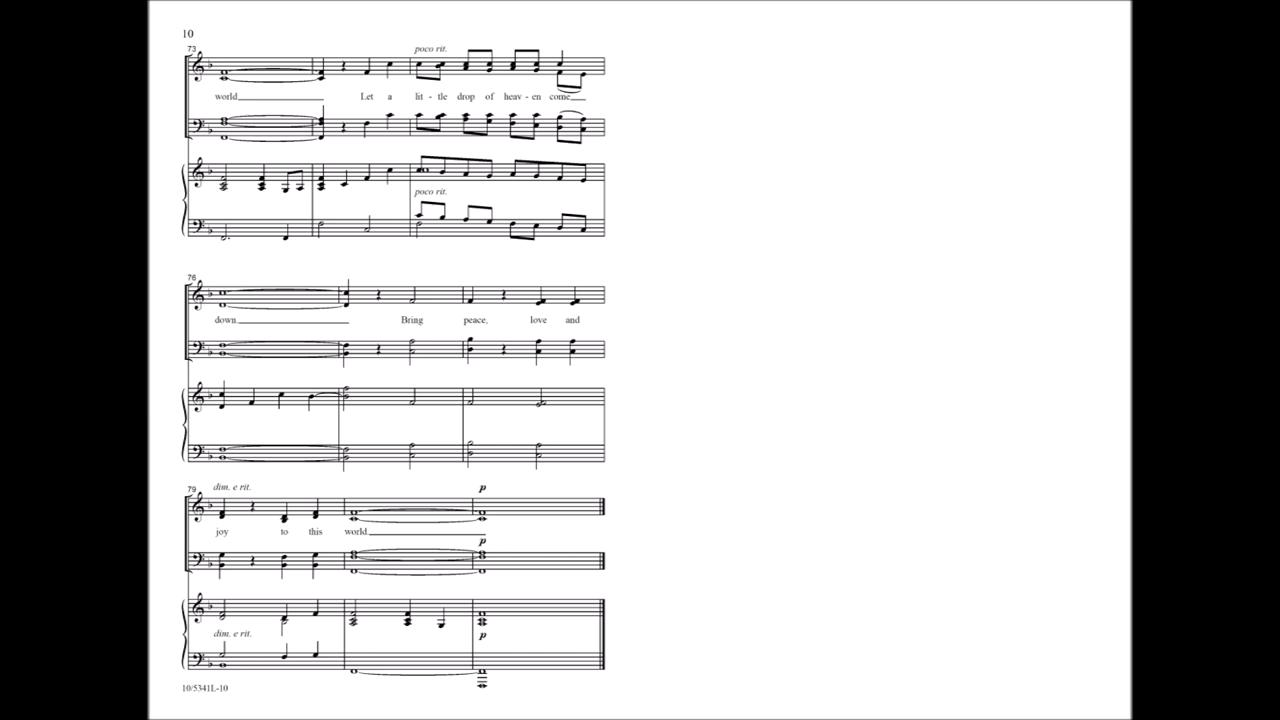 10
73
poco rit.
world Let a lit - tle drop of heav - en come
poco rit.
76
down. Bring peace, love and
79
dim. e rit.
p
joy to this world.
p
dim. e rit.
p
10/5341L-10